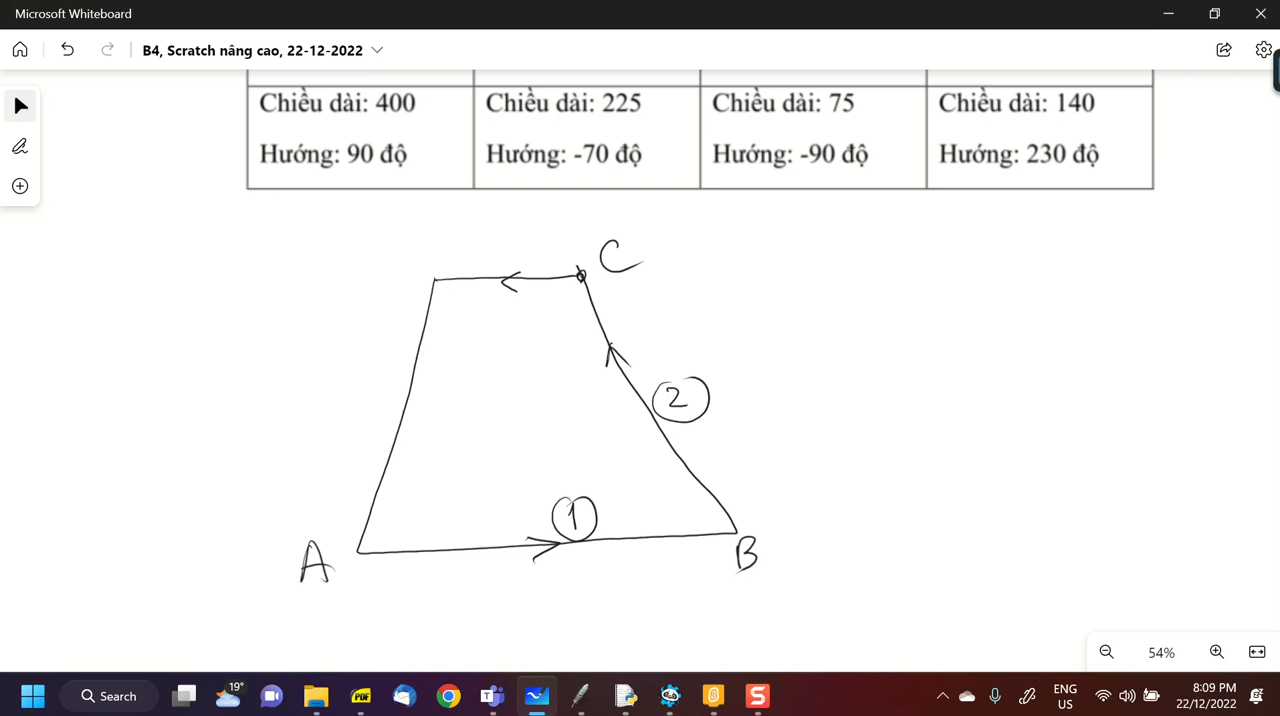 Microsoft Whiteboard
B4, Scratch nâng cao, 22-12-2022
Chiều dài: 400 Chiều dài: 225 Chiều dài: 75 Chiều dài: 140
Hướng: 90 độ Hướng: -70 độ Hướng: -90 độ Hướng: 230 độ
C
2
1
A
B
54%
19°
Search
PDF
ENG
US
8:09 PM
22/12/2022